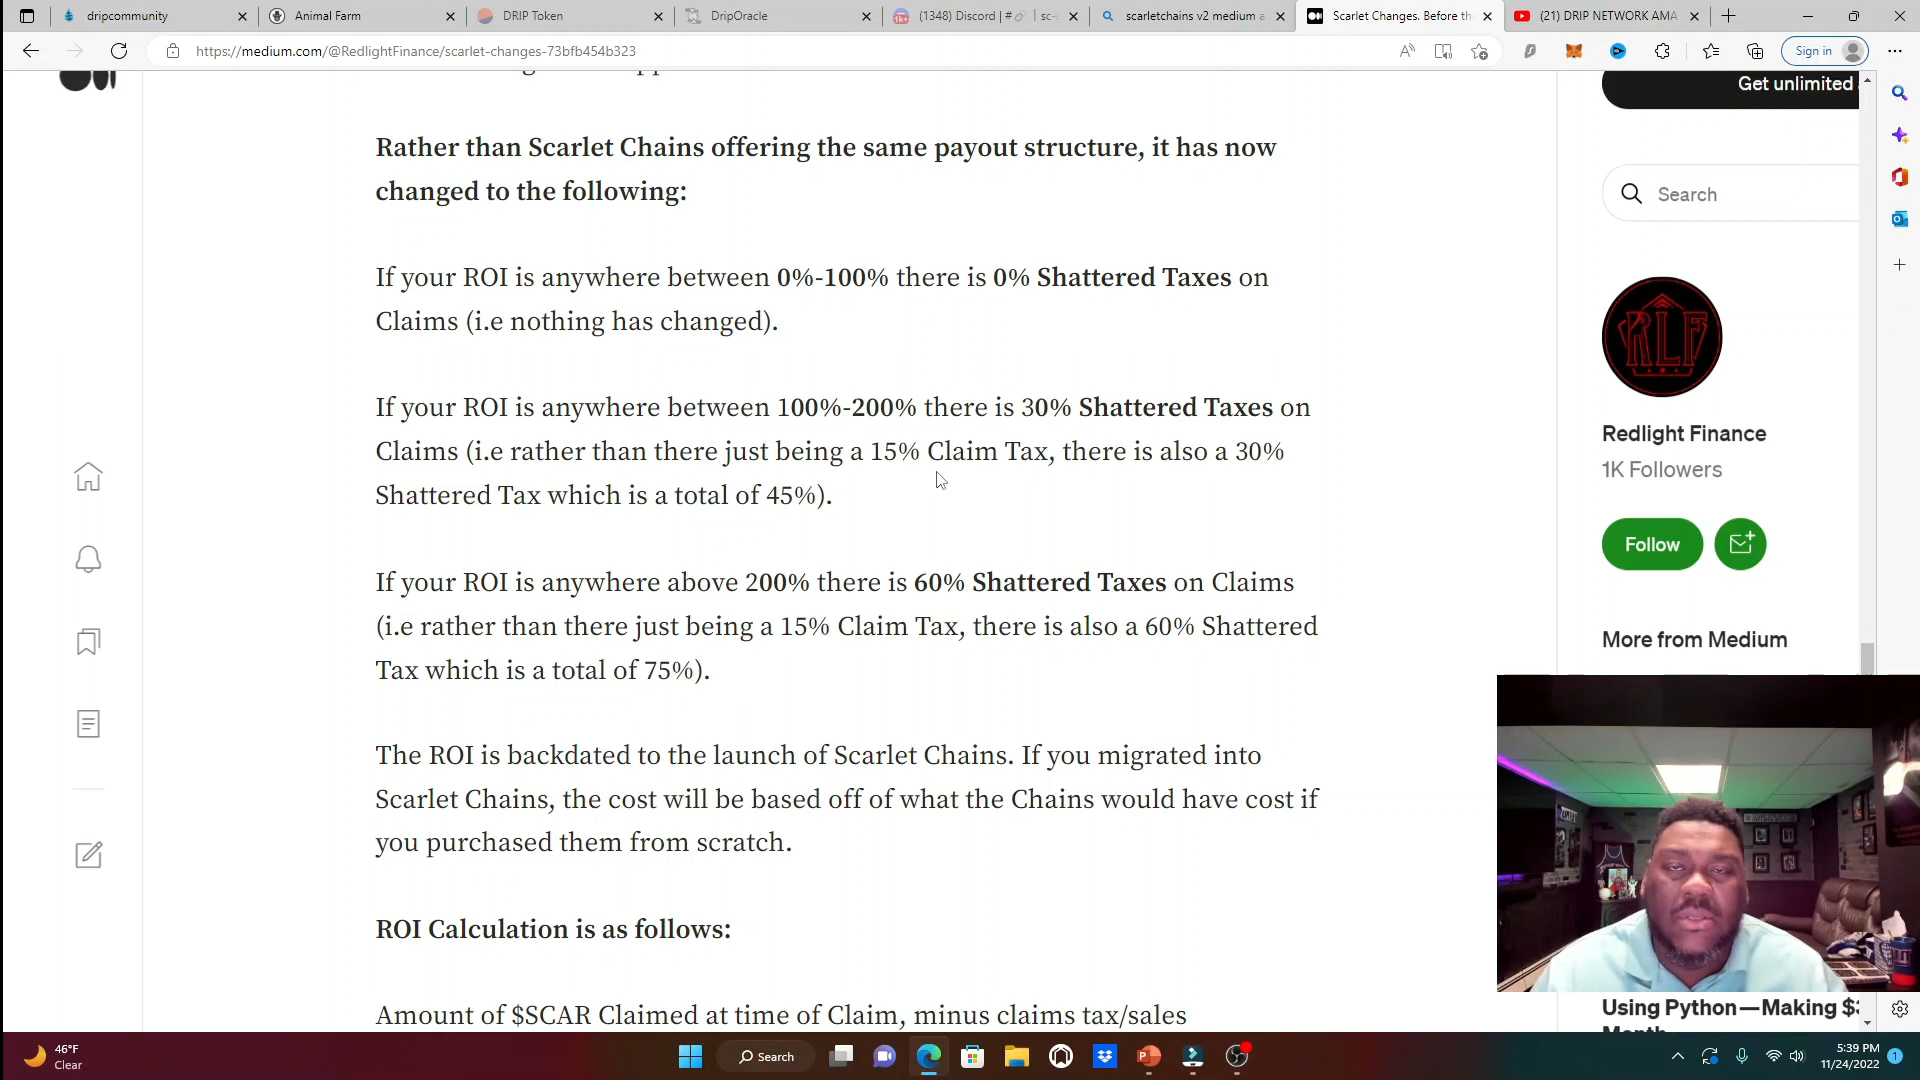 dripcommunity
Animal Farm
DRIP Token
DripOracle
(1348) Discord | #
| sc-
scarletchains v2 medium a
Scarlet Changes. Before th
(21) DRIP NETWORK AMA
https://medium.com/@RedlightFinance/scarlet-changes-73bfb454b323
Sign in
Get unlimited
Rather than Scarlet Chains offering the same payout structure, it has now
changed to the following:
Search
If your ROI is anywhere between 0%-100% there is 0% Shattered Taxes on
Claims (i.e nothing has changed).
RLF
If your ROI is anywhere between 100%-200% there is 30% Shattered Taxes on
Claims (i.e rather than there just being a 15% Claim Tax, there is also a 30%
Shattered Tax which is a total of 45%).
Redlight Finance
1K Followers
Follow
If your ROI is anywhere above 200% there is 60% Shattered Taxes on Claims
(i.e rather than there just being a 15% Claim Tax, there is also a 60% Shattered
Tax which is a total of 75%).
More from Medium
The ROI is backdated to the launch of Scarlet Chains. If you migrated into
Scarlet Chains, the cost will be based off of what the Chains would have cost if
you purchased them from scratch.
ROI Calculation is as follows:
Amount of $SCAR Claimed at time of Claim, minus claims tax/sales
Using Python—Making $
46°F
Clear
Search
5:39 PM
11/24/2022
1